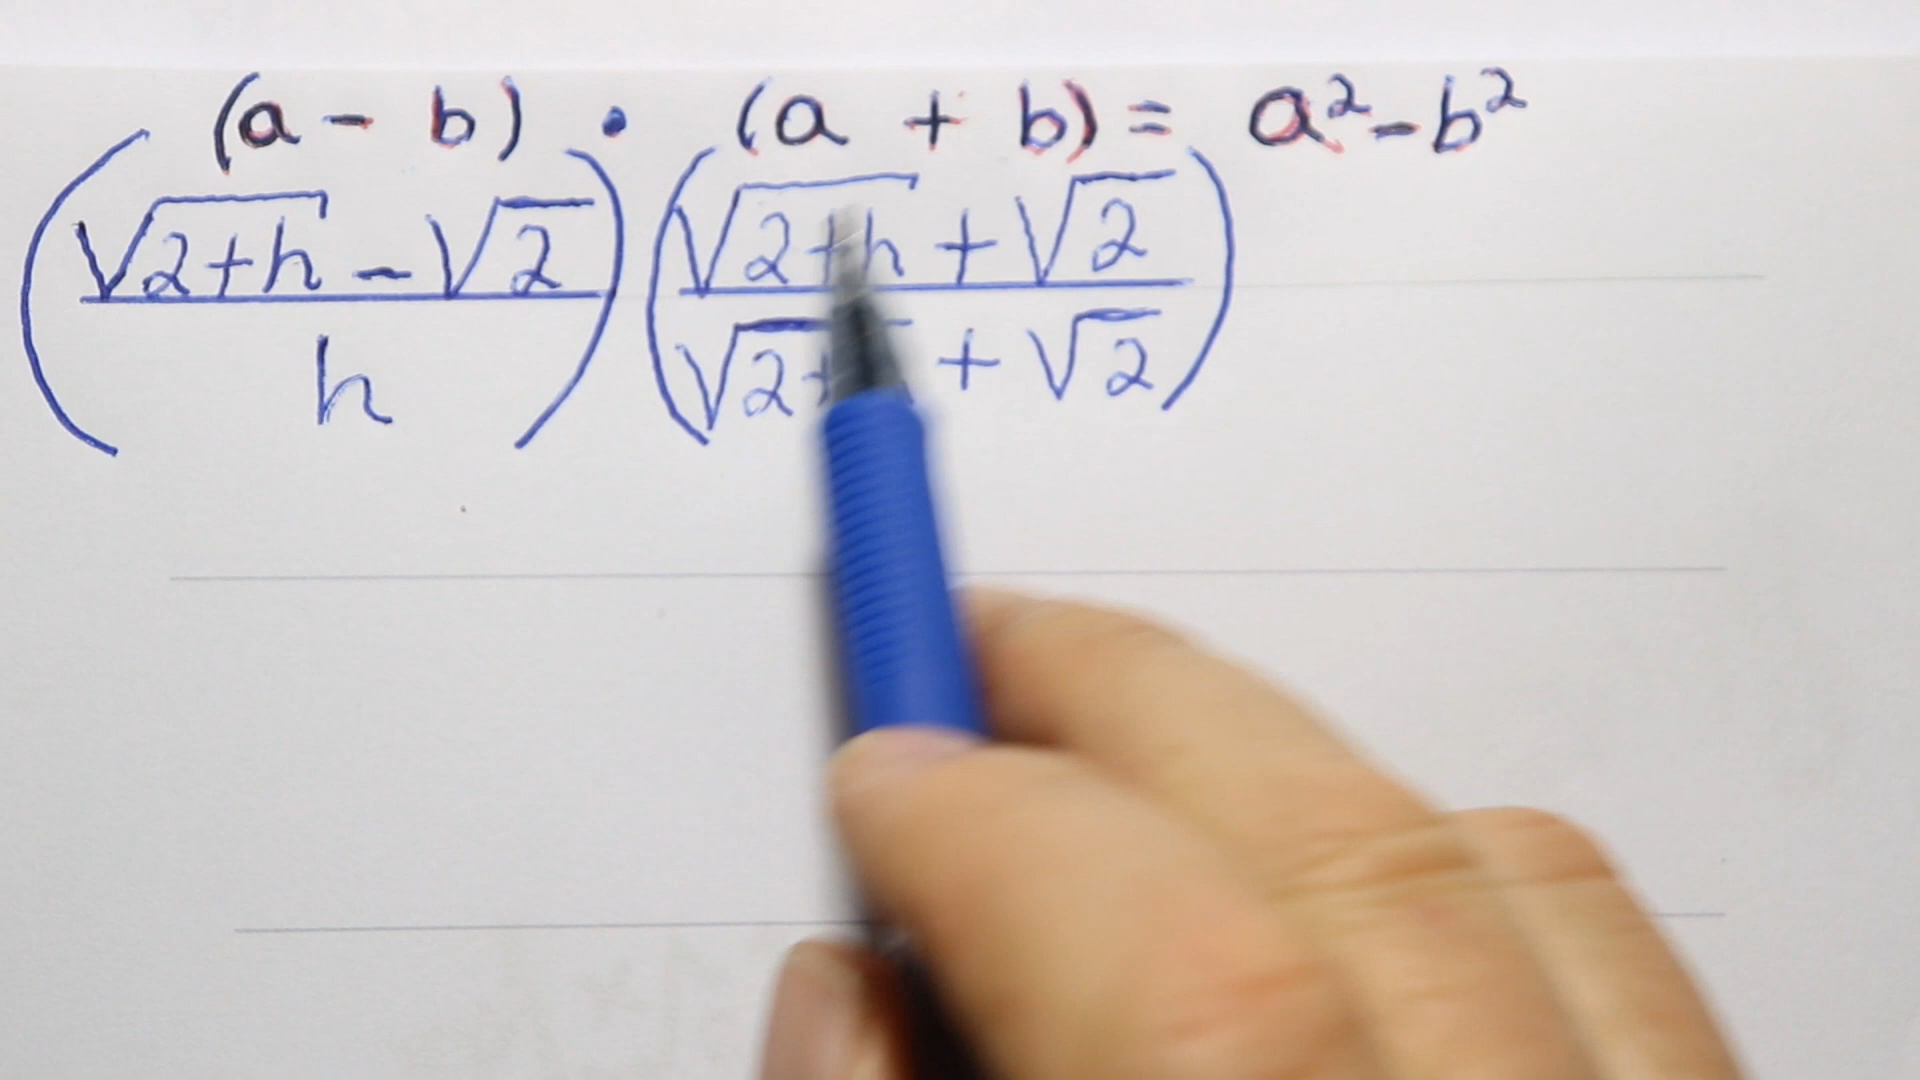 (a - b) · (a + b) = a² - b²
(√2+h - √2) (√2+h + √2)
h √2+ + √2